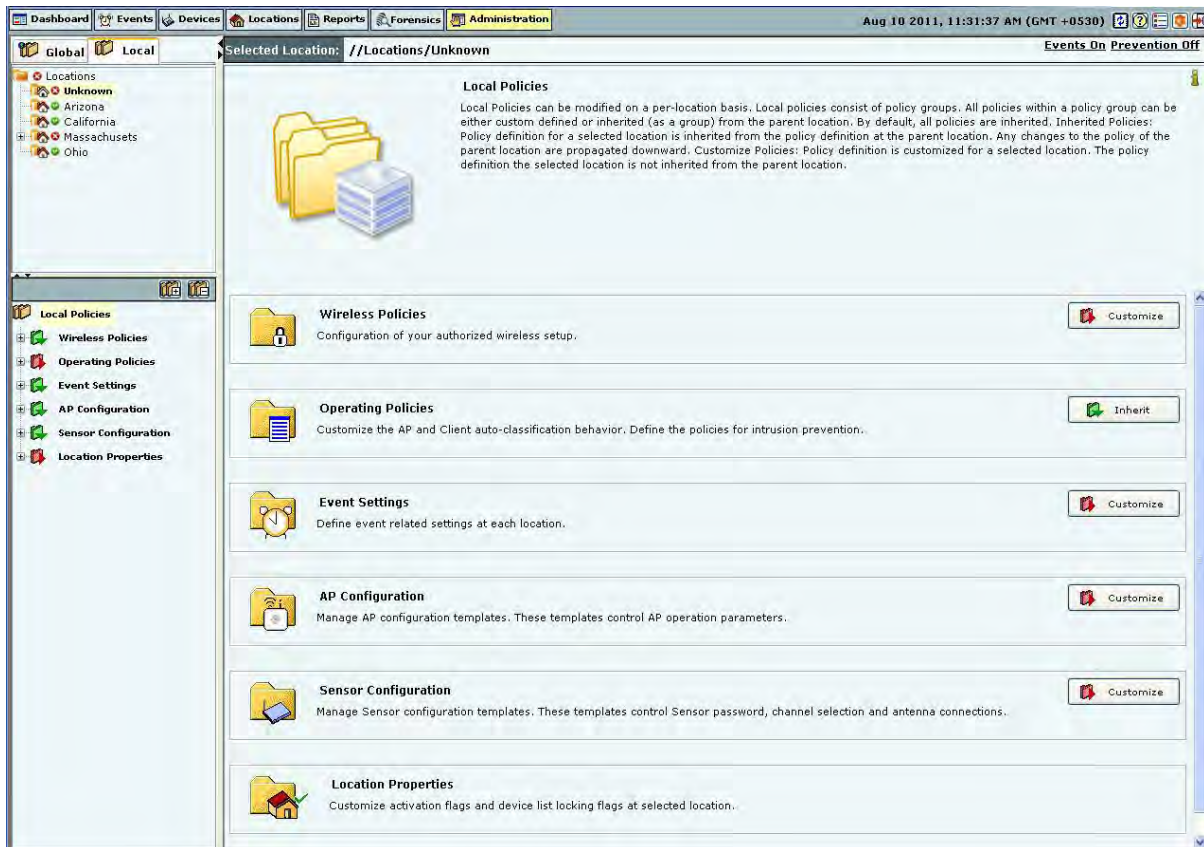 Dashboard Events Devices Locations Reports Forensics Administration Aug 10 2011, 11:31:37 AM (GMT +0530)
Global Local Selected Location: //Locations/Unknown Events On Prevention Off
Locations
Unknown
Arizona
California
Massachusets
Ohio
Local Policies
Local Policies can be modified on a per-location basis. Local policies consist of policy groups. All policies within a policy group can be
either custom defined or inherited (as a group) from the parent location. By default, all policies are inherited. Inherited Policies:
Policy definition for a selected location is inherited from the policy definition at the parent location. Any changes to the policy of the
parent location are propagated downward. Customize Policies: Policy definition is customized for a selected location. The policy
definition the selected location is not inherited from the parent location.
Local Policies
Wireless Policies
Operating Policies
Event Settings
AP Configuration
Sensor Configuration
Location Properties
Wireless Policies
Configuration of your authorized wireless setup.
Customize
Operating Policies
Customize the AP and Client auto-classification behavior. Define the policies for intrusion prevention.
Inherit
Event Settings
Define event related settings at each location.
Customize
AP Configuration
Manage AP configuration templates. These templates control AP operation parameters.
Customize
Sensor Configuration
Manage Sensor configuration templates. These templates control Sensor password, channel selection and antenna connections.
Customize
Location Properties
Customize activation flags and device list locking flags at selected location.